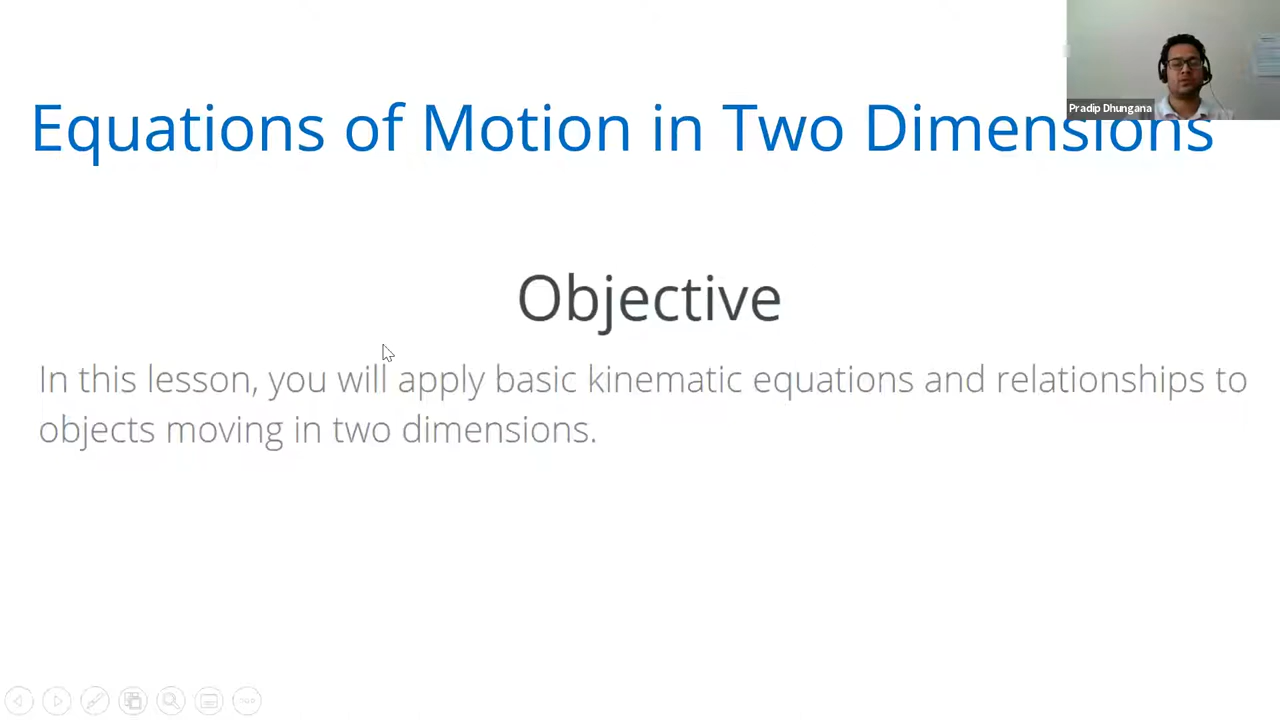 Pradip Dhungana
Equations of Motion in Two Dimensions
Objective
In this lesson, you will apply basic kinematic equations and relationships to
objects moving in two dimensions.